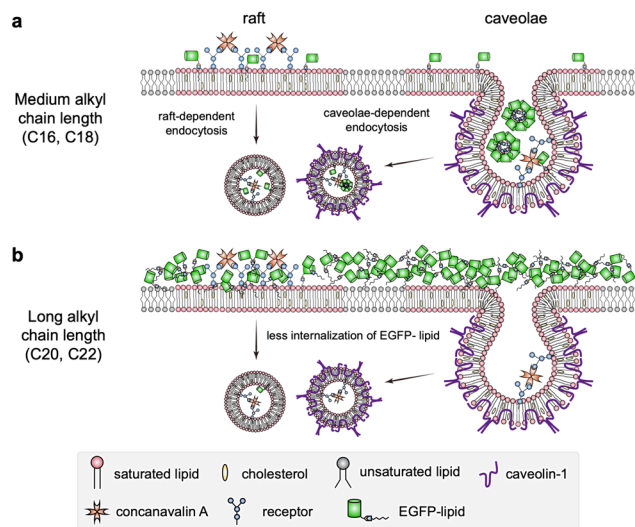 a
raft
caveolae
Medium alkyl
chain length
(C16, C18)
raft-dependent
endocytosis
caveolae-dependent
endocytosis
b
Long alkyl
chain length
(C20, C22)
less internalization of EGFP- lipid
saturated lipid
cholesterol
unsaturated lipid
caveolin-1
concanavalin A
receptor
EGFP-lipid